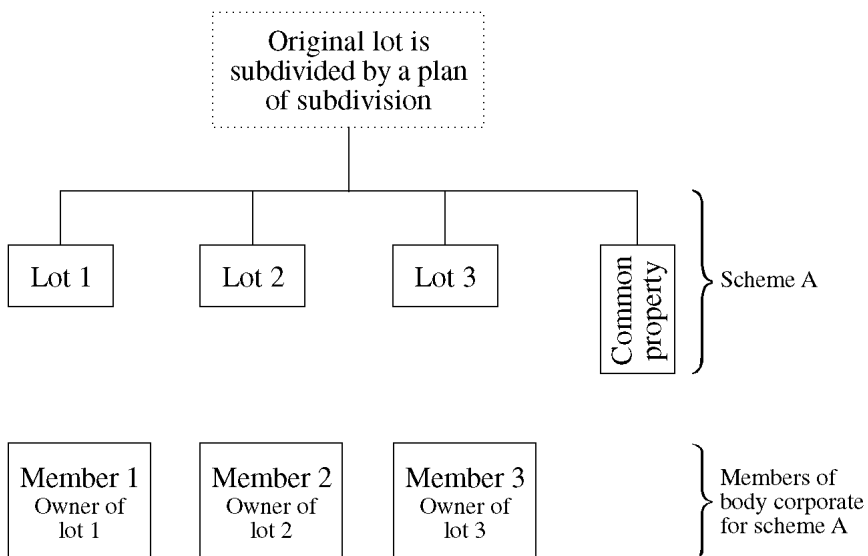 Original lot is
subdivided by a plan
of subdivision
Lot 1
Lot 2
Lot 3
Common
property
Scheme A
Member 1
Owner of
lot 1
Member 2
Owner of
lot 2
Member 3
Owner of
lot 3
Members of
body corporate
for scheme A